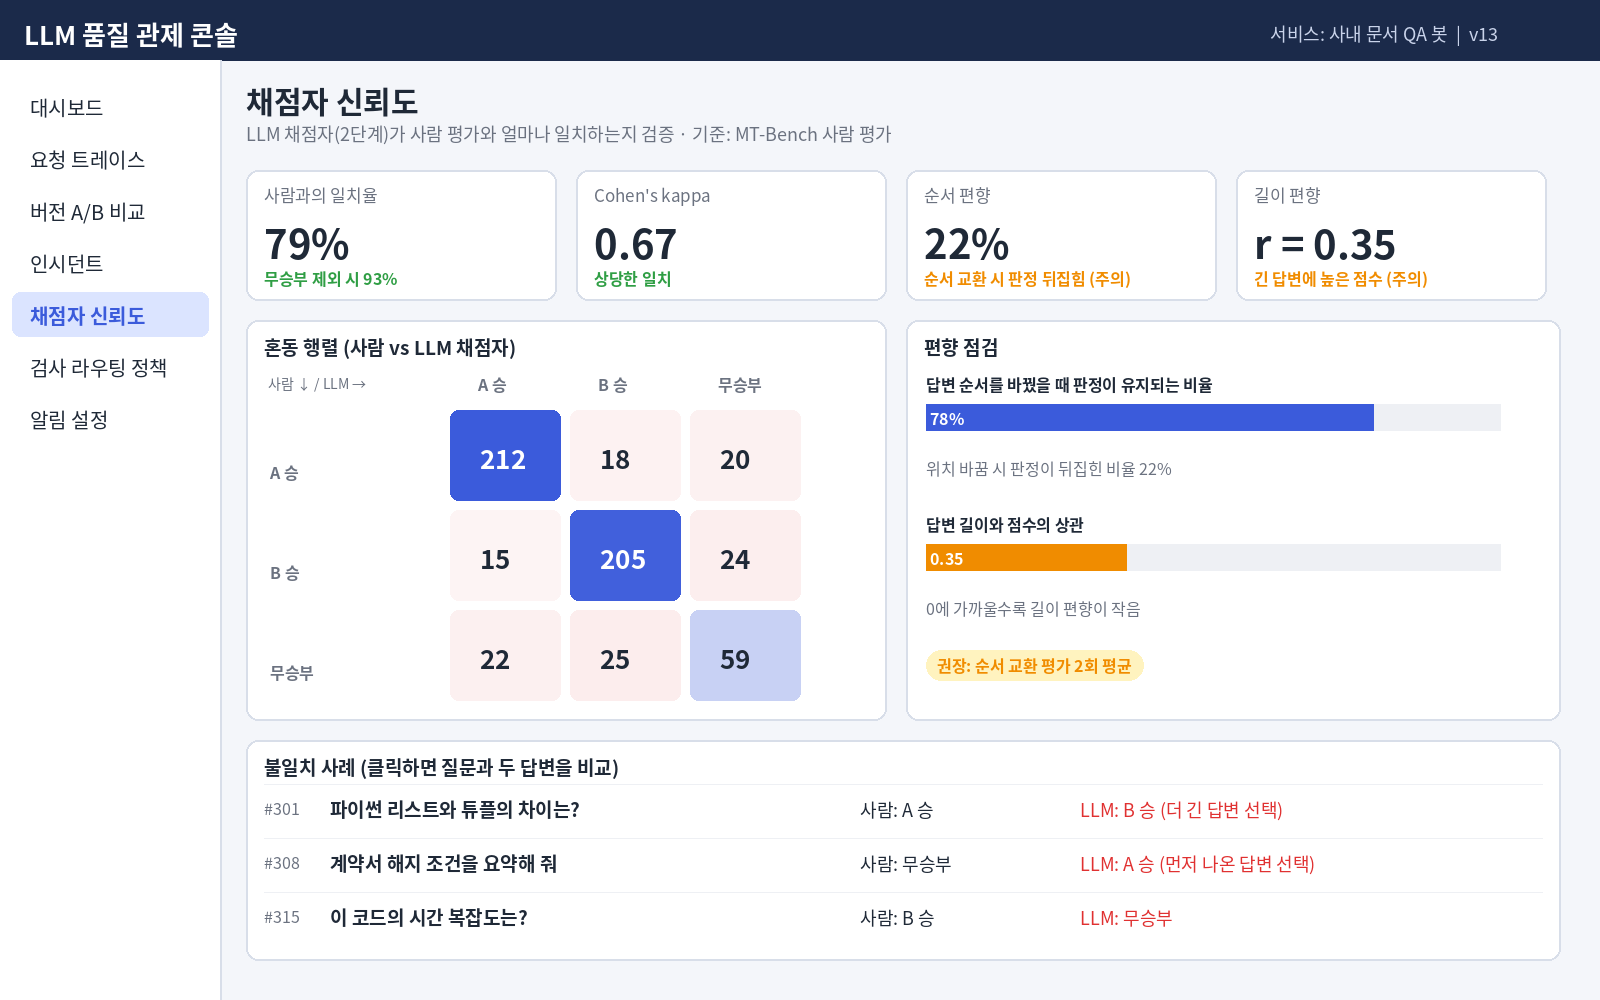 LLM 품질 관제 콘솔
서비스: 사내 문서 QA 봇 | v13
대시보드
요청 트레이스
버전 A/B 비교
인시던트
채점자 신뢰도
검사 라우팅 정책
알림 설정
채점자 신뢰도
LLM 채점자(2단계)가 사람 평가와 얼마나 일치하는지 검증 · 기준: MT-Bench 사람 평가
사람과의 일치율
79%
무승부 제외 시 93%
Cohen's kappa
0.67
상당한 일치
순서 편향
22%
순서 교환 시 판정 뒤집힘 (주의)
길이 편향
r = 0.35
긴 답변에 높은 점수 (주의)
혼동 행렬 (사람 vs LLM 채점자)
사람 ↓ / LLM → A 승 B 승 무승부
A 승 212 18 20
B 승 15 205 24
무승부 22 25 59
편향 점검
답변 순서를 바꿨을 때 판정이 유지되는 비율
78%
위치 바꿈 시 판정이 뒤집힌 비율 22%
답변 길이와 점수의 상관
0.35
0에 가까울수록 길이 편향이 작음
권장: 순서 교환 평가 2회 평균
불일치 사례 (클릭하면 질문과 두 답변을 비교)
#301 파이썬 리스트와 튜플의 차이는? 사람: A 승 LLM: B 승 (더 긴 답변 선택)
#308 계약서 해지 조건을 요약해 줘 사람: 무승부 LLM: A 승 (먼저 나온 답변 선택)
#315 이 코드의 시간 복잡도는? 사람: B 승 LLM: 무승부